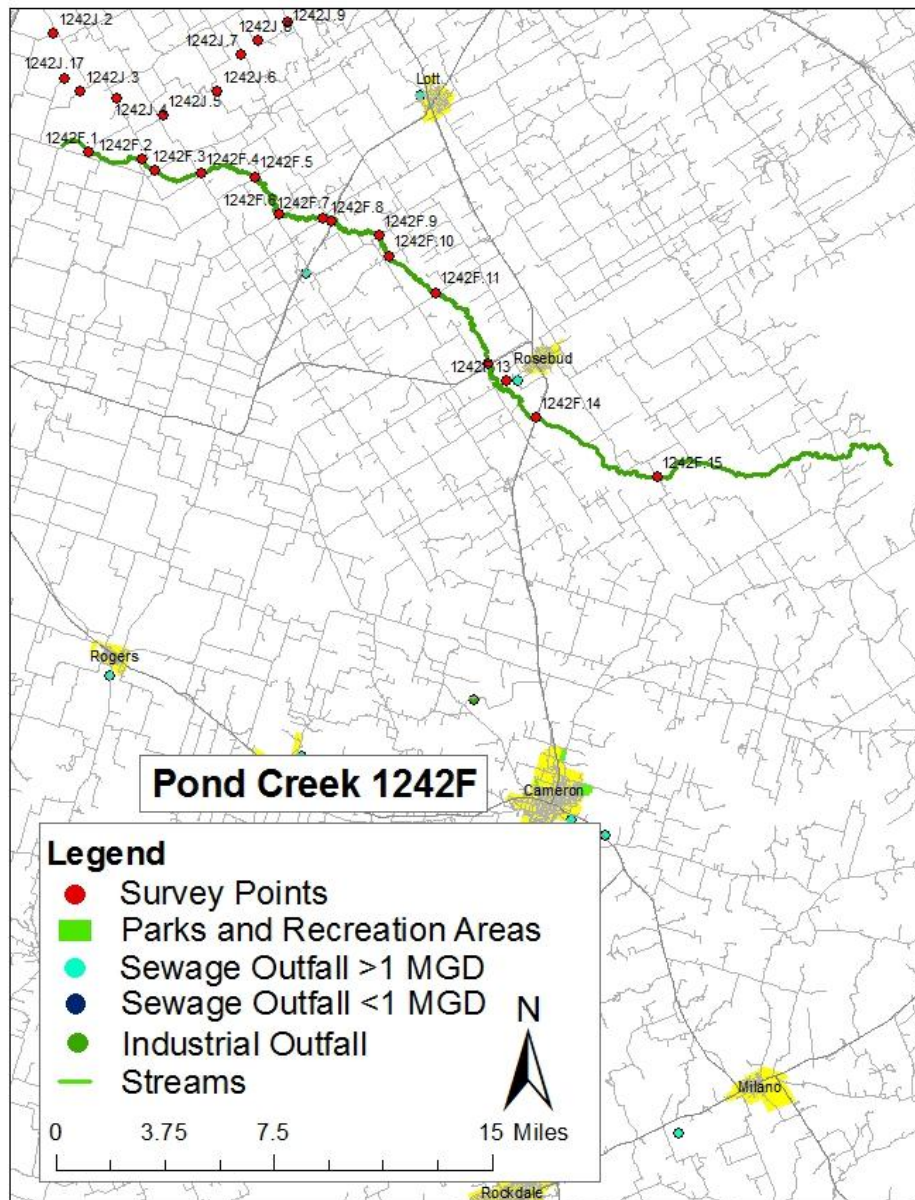 1242J.2
1242J.9
1242J.8
1242J.7
1242J.17
1242J.3
1242J.6
1242J.5
1242J.4
Lott
1242F.1
1242F.2
1242F.3
1242F.4
1242F.5
1242F.6
1242F.7
1242F.8
1242F.9
1242F.10
1242F.11
Rosebud
1242F.13
1242F.14
1242F.15
Rogers
Pond Creek 1242F
Cameron
Legend
Survey Points
Parks and Recreation Areas
Sewage Outfall >1 MGD
Sewage Outfall <1 MGD
Industrial Outfall
Streams
N
0 3.75 7.5 15 Miles
Milano
Rockdale